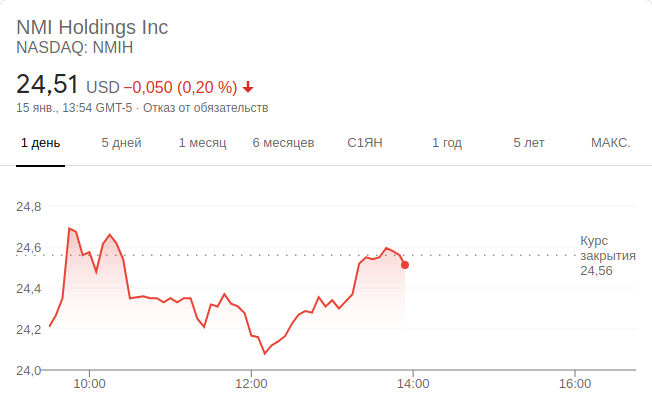 NMI Holdings Inc
NASDAQ: NMIH
24,51 USD −0,050 (0,20 %)
15 янв., 13:54 GMT-5 · Отказ от обязательств
1 день 5 дней 1 месяц 6 месяцев С1ЯН 1 год 5 лет МАКС.
24,8
24,6
24,4
24,2
24,0
Курс
закрытия
24,56
10:00 12:00 14:00 16:00